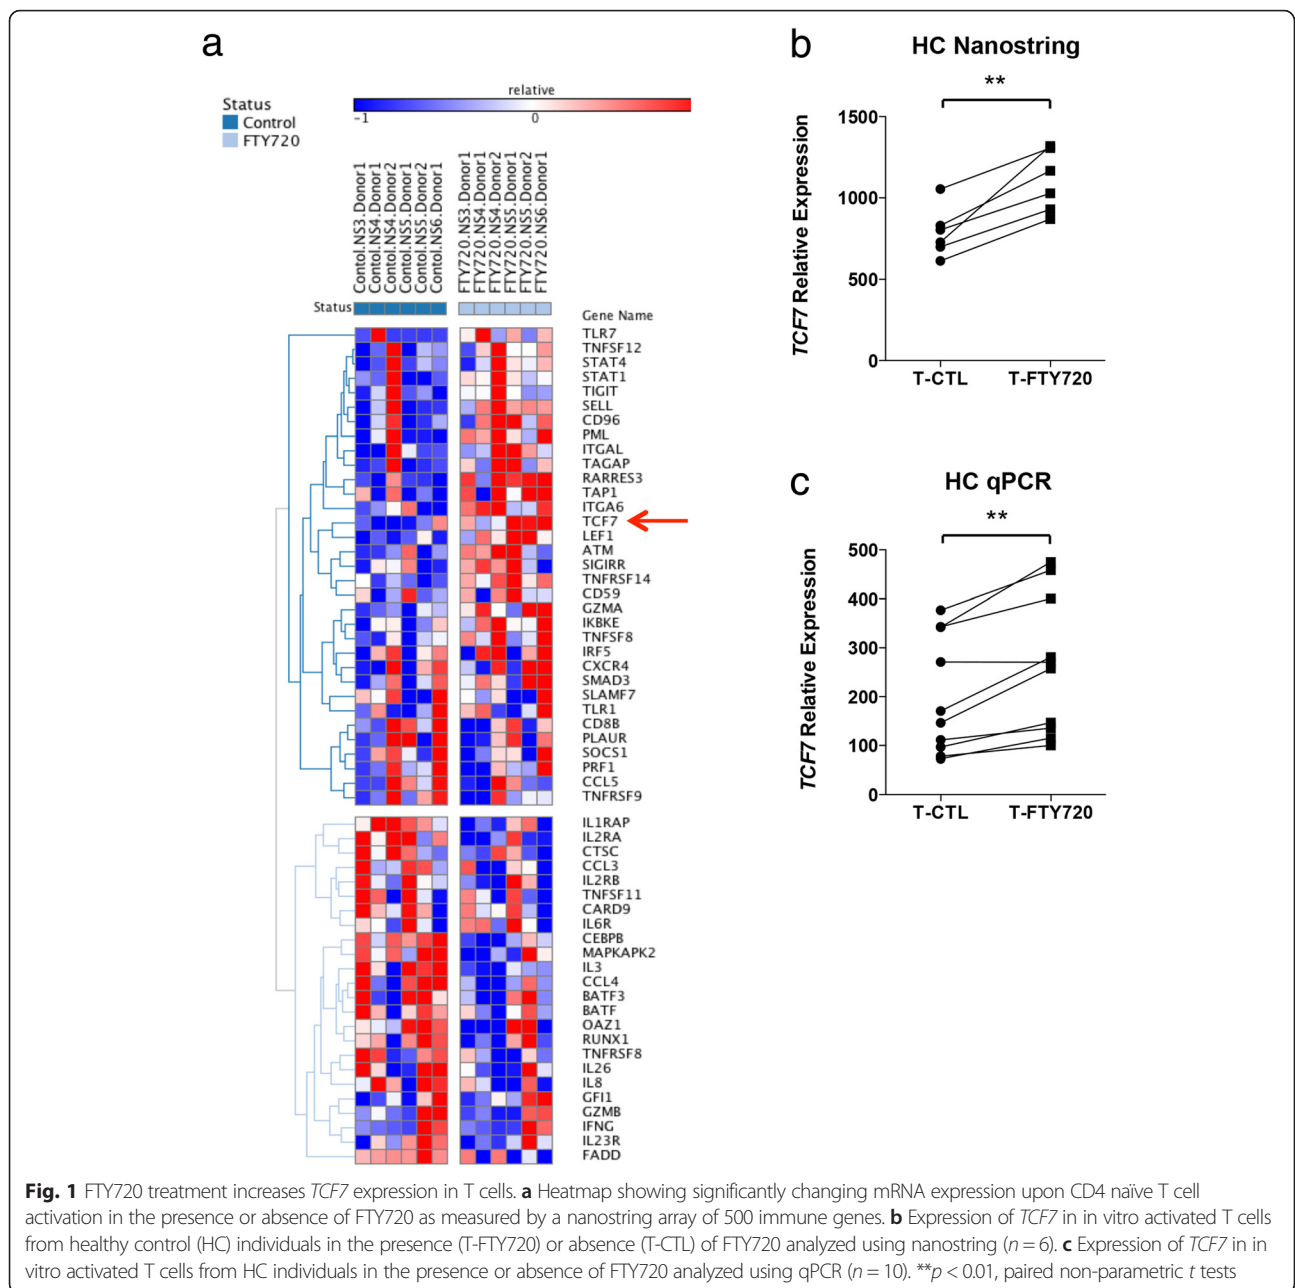 a
relative
Status
Control
FTY720
−1
0
Contol.NS3.Donor1
Contol.NS4.Donor1
Contol.NS4.Donor2
Contol.NS5.Donor1
Contol.NS5.Donor2
Contol.NS6.Donor1
FTY720.NS3.Donor1
FTY720.NS4.Donor1
FTY720.NS4.Donor2
FTY720.NS5.Donor1
FTY720.NS5.Donor2
FTY720.NS6.Donor1
Status
Gene Name
TLR7
TNFSF12
STAT4
STAT1
TIGIT
SELL
CD96
PML
ITGAL
TAGAP
RARRES3
TAP1
ITGA6
TCF7
LEF1
ATM
SIGIRR
TNFRSF14
CD59
GZMA
IKBKE
TNFSF8
IRF5
CXCR4
SMAD3
SLAMF7
TLR1
CD8B
PLAUR
SOCS1
PRF1
CCL5
TNFRSF9
IL1RAP
IL2RA
CTSC
CCL3
IL2RB
TNFSF11
CARD9
IL6R
CEBPB
MAPKAPK2
IL3
CCL4
BATF3
BATF
OAZ1
RUNX1
TNFRSF8
IL26
IL8
GFI1
GZMB
IFNG
IL23R
FADD
b
HC Nanostring
**
TCF7 Relative Expression
1500
1000
500
0
T-CTL T-FTY720
c
HC qPCR
**
TCF7 Relative Expression
500
400
300
200
100
0
T-CTL T-FTY720
Fig. 1 FTY720 treatment increases TCF7 expression in T cells. a Heatmap showing significantly changing mRNA expression upon CD4 naïve T cell
activation in the presence or absence of FTY720 as measured by a nanostring array of 500 immune genes. b Expression of TCF7 in in vitro activated T cells
from healthy control (HC) individuals in the presence (T-FTY720) or absence (T-CTL) of FTY720 analyzed using nanostring (n = 6). c Expression of TCF7 in in
vitro activated T cells from HC individuals in the presence or absence of FTY720 analyzed using qPCR (n = 10). **p < 0.01, paired non-parametric t tests